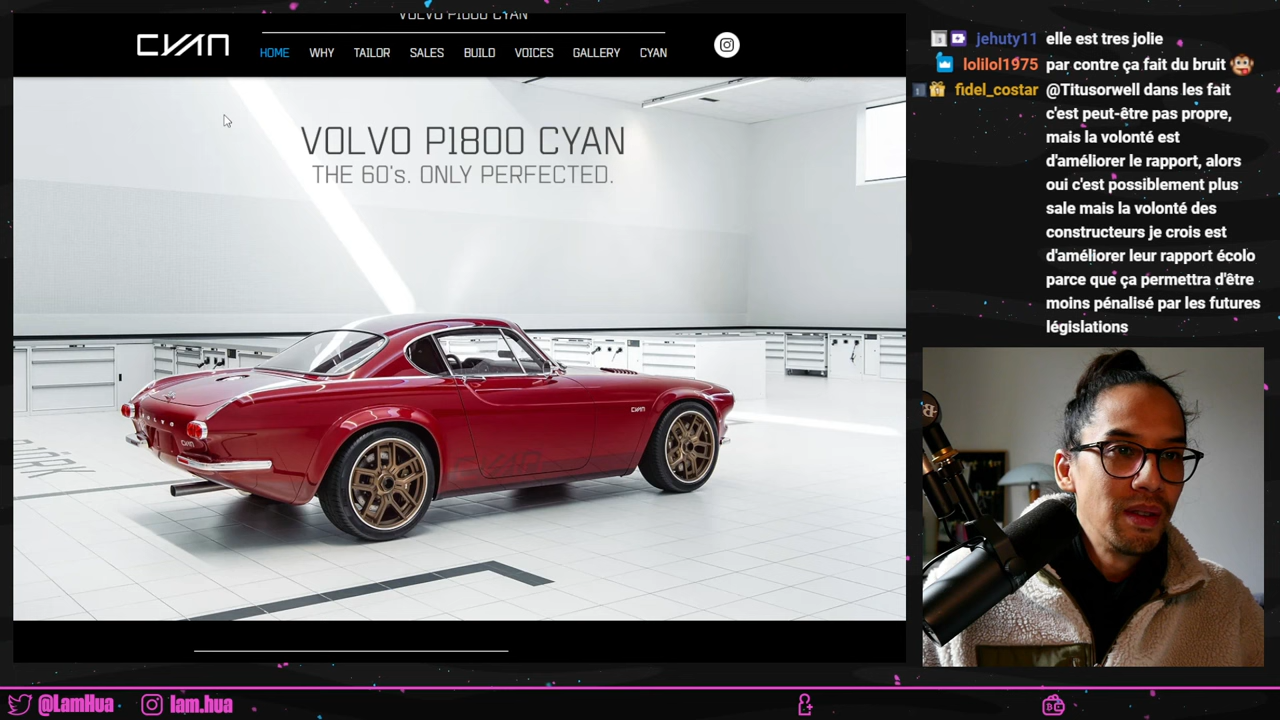 VOLVO P1800 CYAN
CYAN
HOME WHY TAILOR SALES BUILD VOICES GALLERY CYAN
VOLVO P1800 CYAN
THE 60's. ONLY PERFECTED.
VOLVO
CYAN
CYAN
jehuty11 elle est tres jolie
lolilol1975 par contre ça fait du bruit
fidel_costar @Titusorwell dans les fait
c'est peut-être pas propre,
mais la volonté est
d'améliorer le rapport, alors
oui c'est possiblement plus
sale mais la volonté des
constructeurs je crois est
d'améliorer leur rapport écolo
parce que ça permettra d'être
moins pénalisé par les futures
législations
@LamHua lam.hua